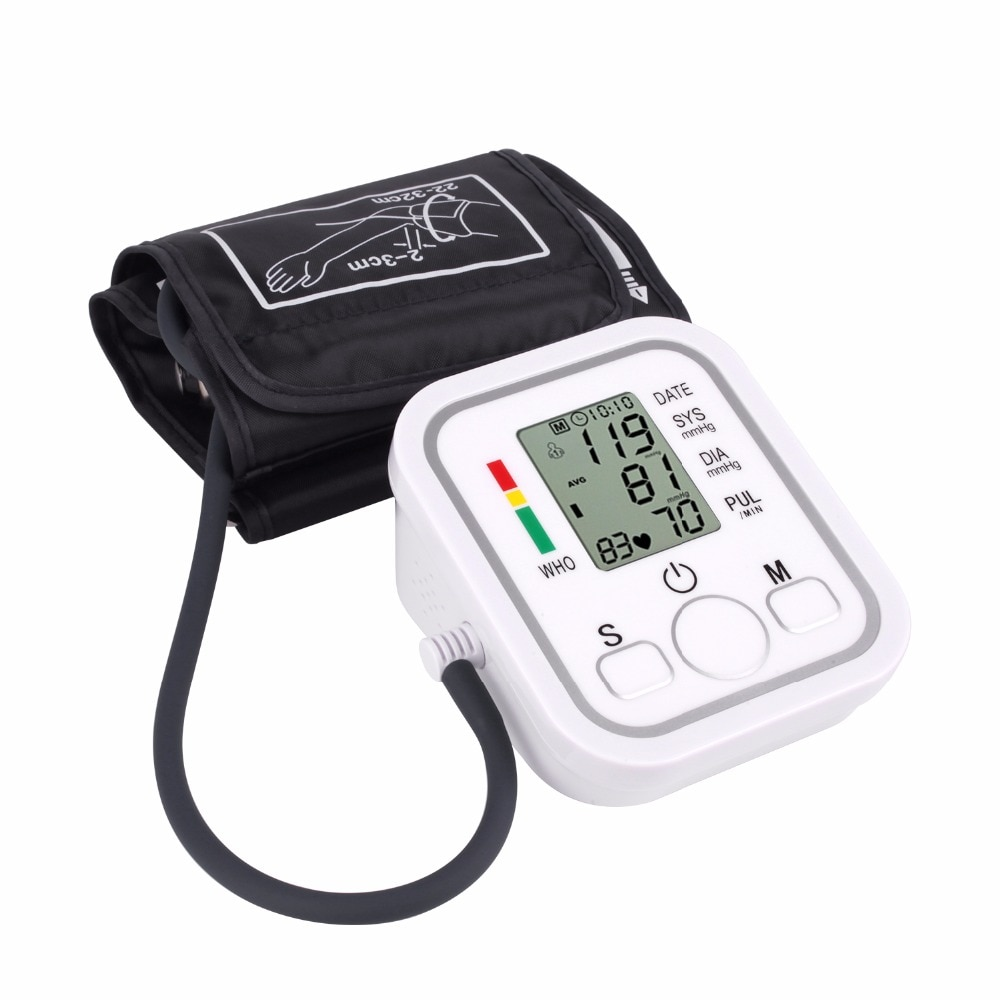 22-32cm
2-3cm
M 10:10
119
mmHg
AVG
81
mmHg
83 70
DATE
SYS
mmHg
DIA
mmHg
PUL
/MIN
WHO
S
M